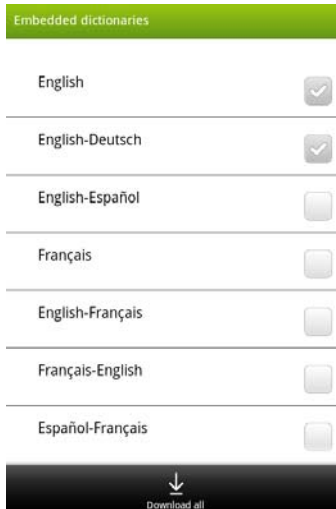 Embedded dictionaries
English
English-Deutsch
English-Español
Français
English-Français
Français-English
Español-Français
Download all